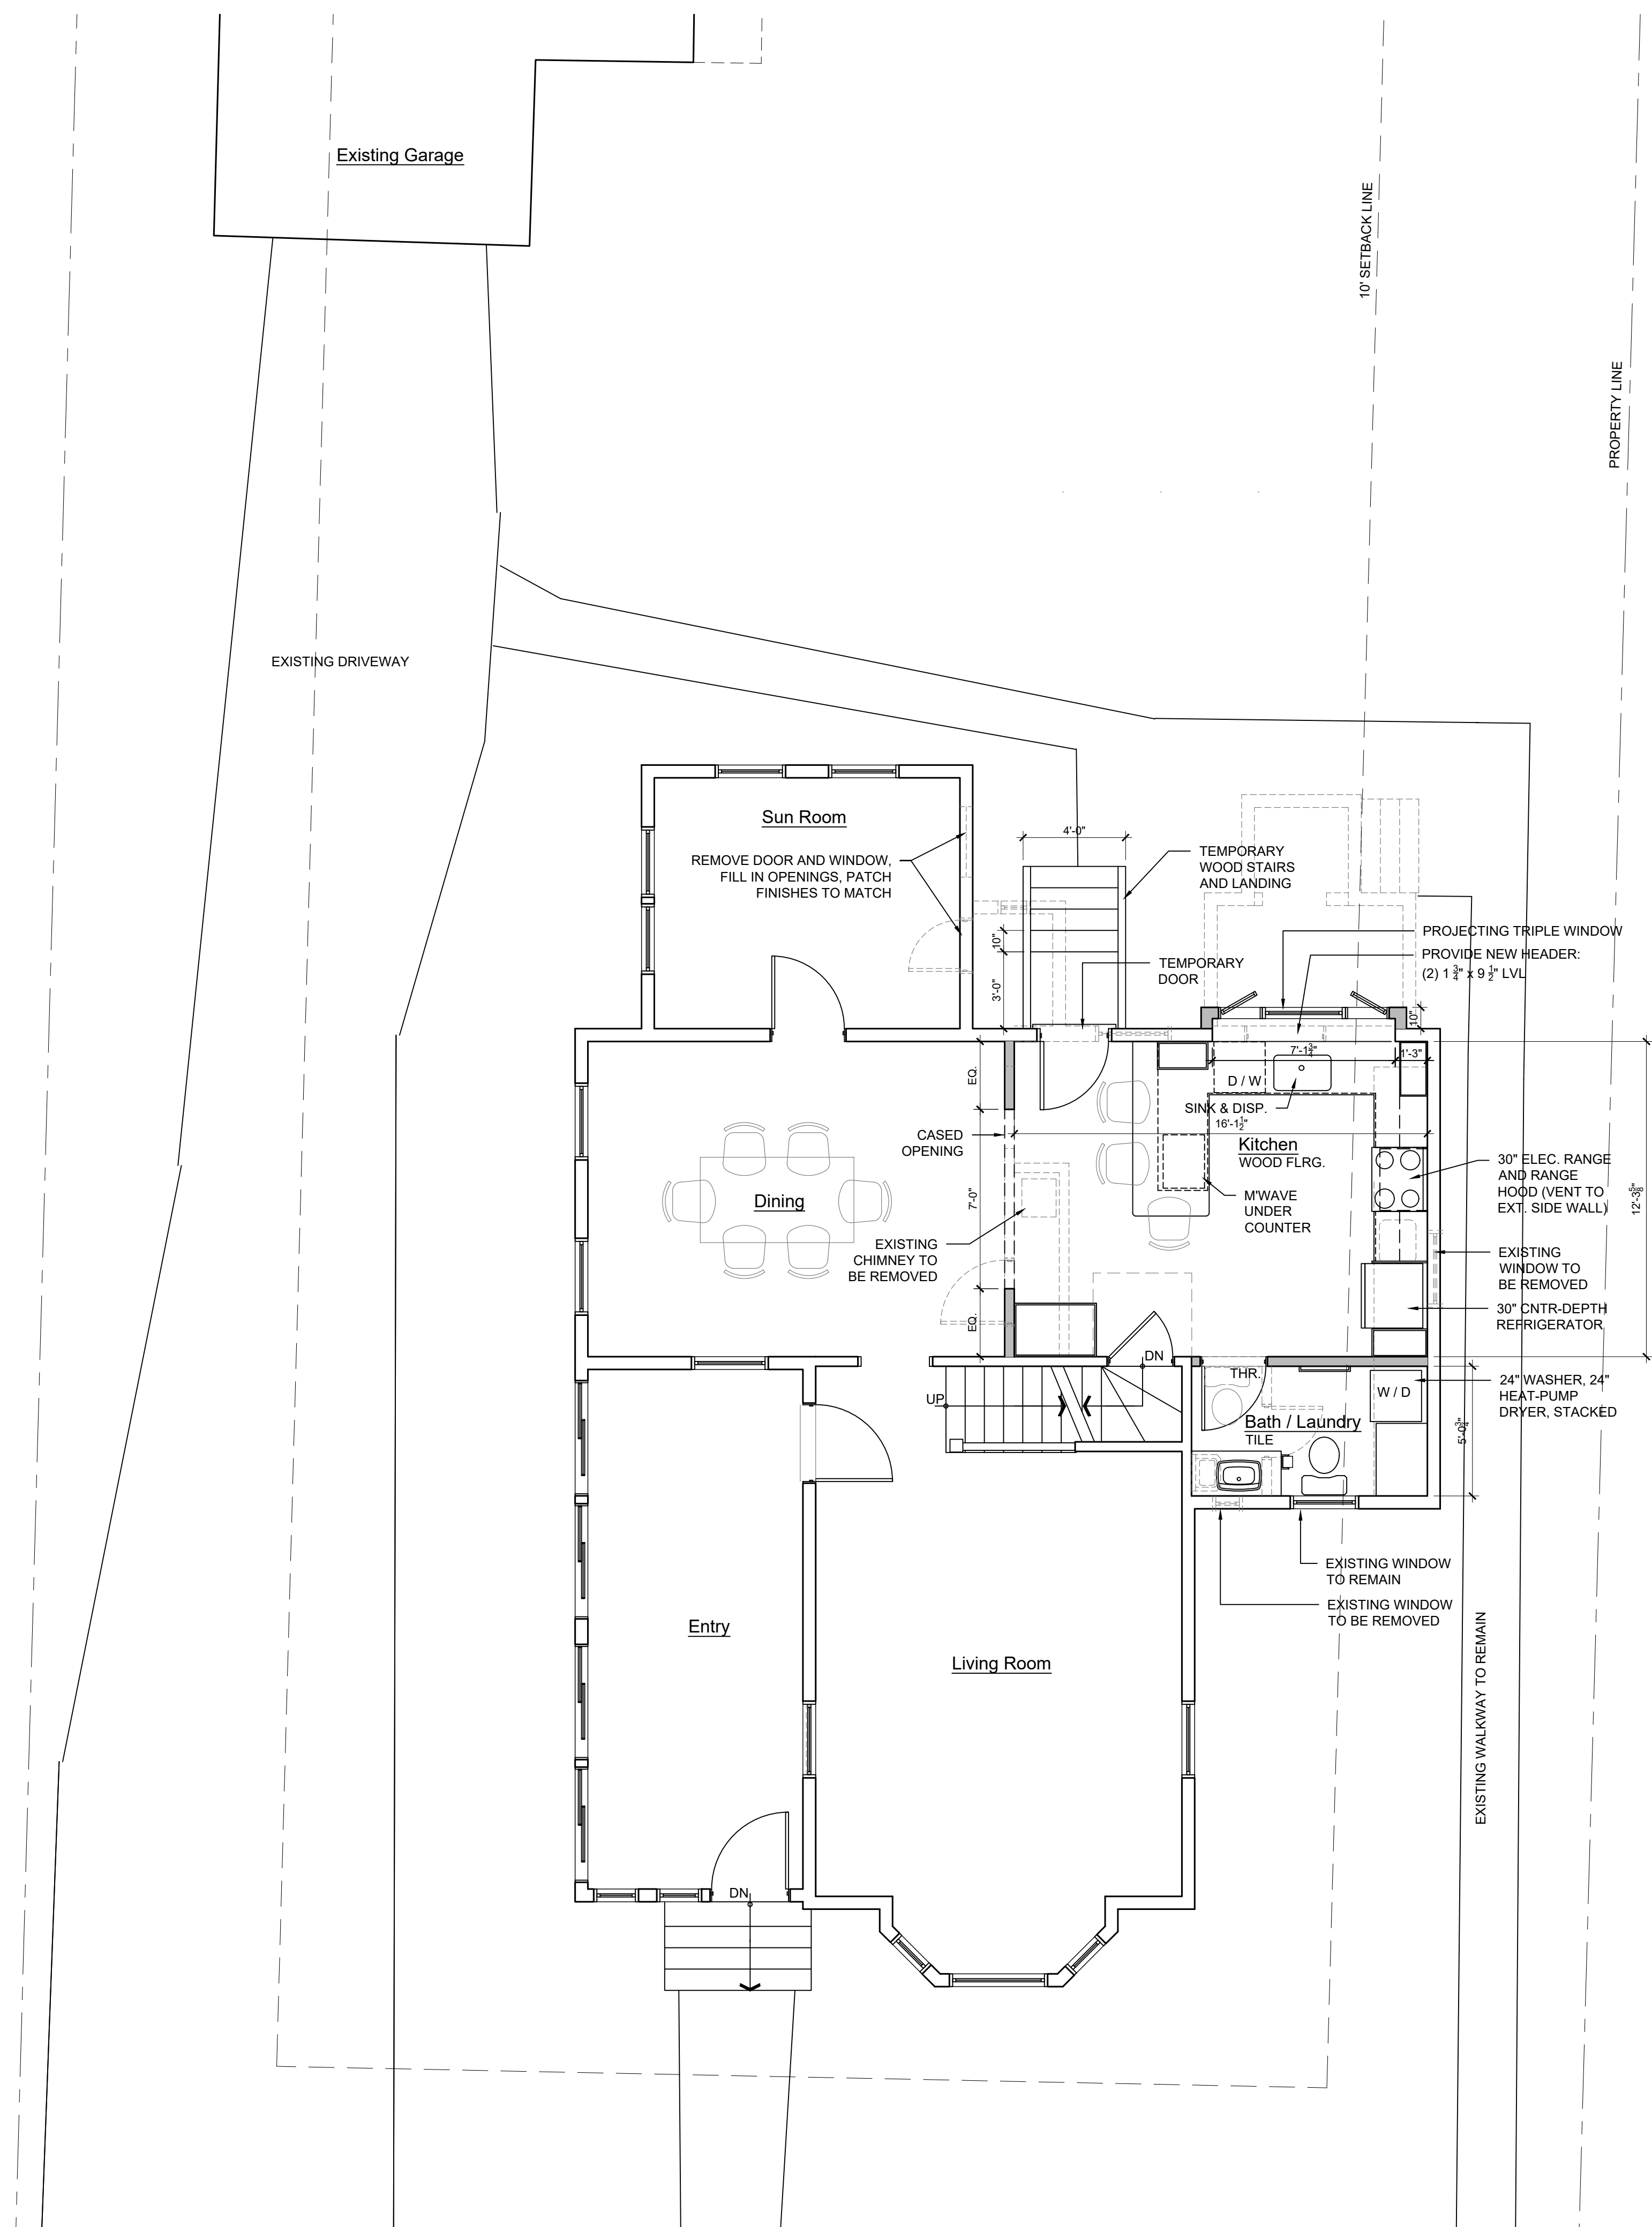 Existing Garage
10' SETBACK LINE
PROPERTY LINE
EXISTING DRIVEWAY
Sun Room
REMOVE DOOR AND WINDOW,
FILL IN OPENINGS, PATCH
FINISHES TO MATCH
4'-0"
TEMPORARY
WOOD STAIRS
AND LANDING
10"
3'-0"
TEMPORARY
DOOR
PROJECTING TRIPLE WINDOW
PROVIDE NEW HEADER:
(2) 1 3/4" x 9 1/2" LVL
10"
7'-1 3/4"
1'-3"
D / W
SINK & DISP.
16'-1 1/2"
Kitchen
WOOD FLRG.
EQ.
CASED
OPENING
7'-0"
EQ.
Dining
EXISTING
CHIMNEY TO
BE REMOVED
M'WAVE
UNDER
COUNTER
30" ELEC. RANGE
AND RANGE
HOOD (VENT TO
EXT. SIDE WALL)
12'-3 5/8"
EXISTING
WINDOW TO
BE REMOVED
30" CNTR-DEPTH
REFRIGERATOR
DN
UP
THR.
W / D
24" WASHER, 24"
HEAT-PUMP
DRYER, STACKED
Bath / Laundry
TILE
5'-0 3/4"
EXISTING WINDOW
TO REMAIN
EXISTING WINDOW
TO BE REMOVED
EXISTING WALKWAY TO REMAIN
Entry
Living Room
DN